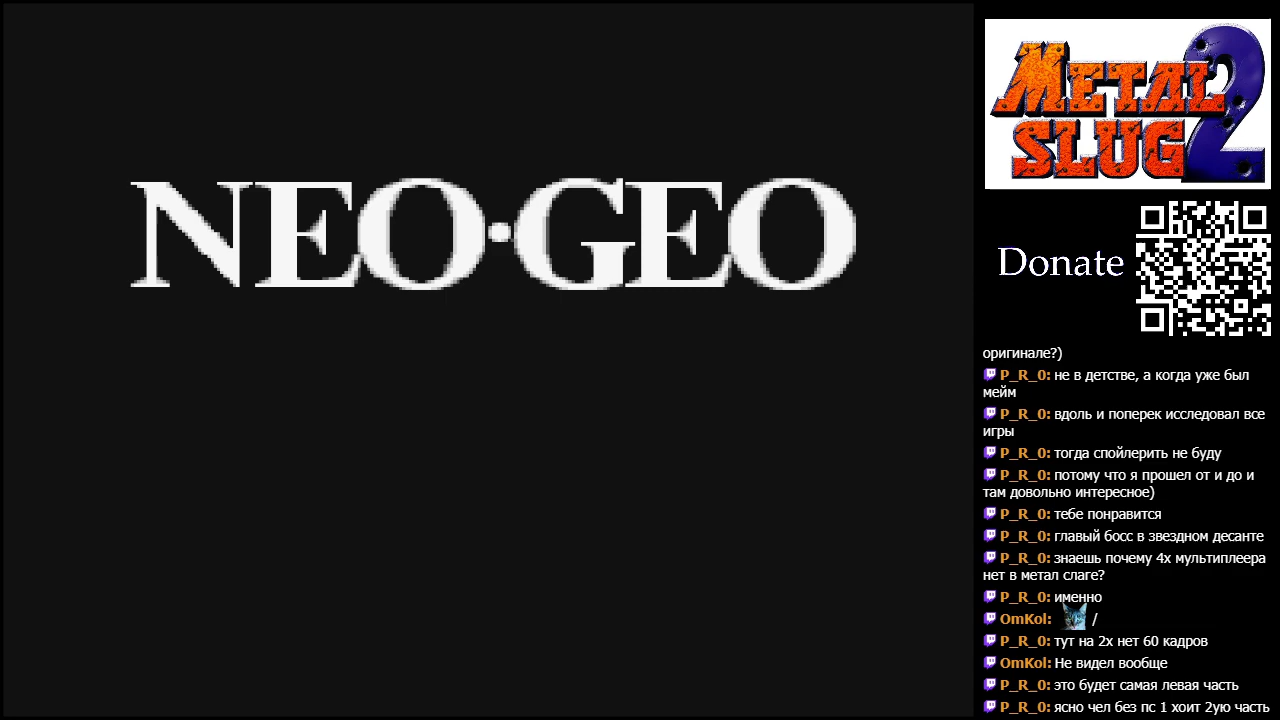 NEO·GEO
METAL
SLUG 2
Donate
оригинале?)
P_R_0: не в детстве, а когда уже был
мейм
P_R_0: вдоль и поперек исследовал все
игры
P_R_0: тогда спойлерить не буду
P_R_0: потому что я прошел от и до и
там довольно интересное)
P_R_0: тебе понравится
P_R_0: главый босс в звездном десанте
P_R_0: знаешь почему 4х мультиплеера
нет в метал слаге?
P_R_0: именно
OmKol: /
P_R_0: тут на 2х нет 60 кадров
OmKol: Не видел вообще
P_R_0: это будет самая левая часть
P_R_0: ясно чел без пс 1 хоит 2ую часть